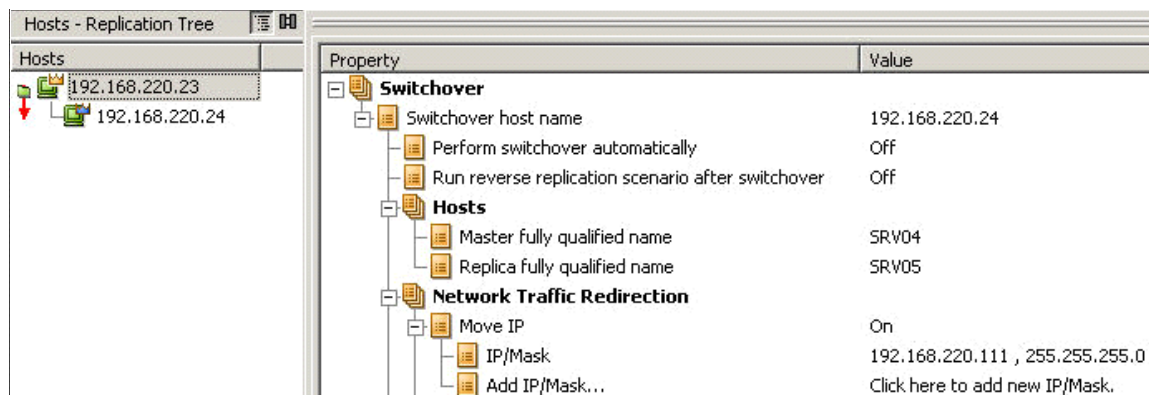 Hosts - Replication Tree
Hosts
192.168.220.23
192.168.220.24
Property Value
Switchover
Switchover host name 192.168.220.24
Perform switchover automatically Off
Run reverse replication scenario after switchover Off
Hosts
Master fully qualified name SRV04
Replica fully qualified name SRV05
Network Traffic Redirection
Move IP On
IP/Mask 192.168.220.111 , 255.255.255.0
Add IP/Mask... Click here to add new IP/Mask.